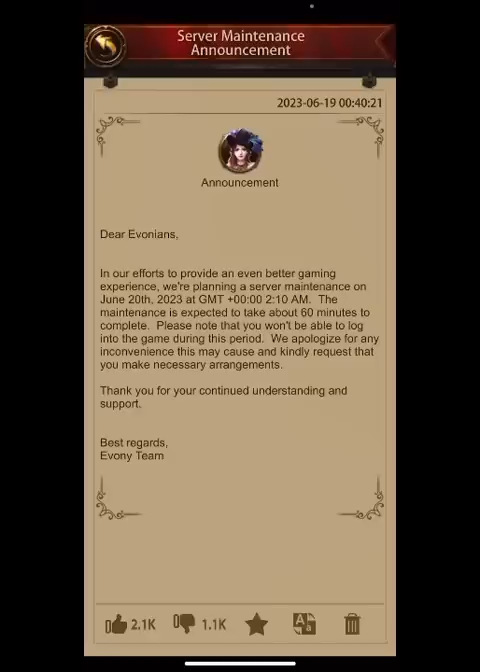 Server Maintenance
Announcement
2023-06-19 00:40:21
Announcement
Dear Evonians,
In our efforts to provide an even better gaming
experience, we're planning a server maintenance on
June 20th, 2023 at GMT +00:00 2:10 AM. The
maintenance is expected to take about 60 minutes to
complete. Please note that you won't be able to log
into the game during this period. We apologize for any
inconvenience this may cause and kindly request that
you make necessary arrangements.
Thank you for your continued understanding and
support.
Best regards,
Evony Team
2.1K 1.1K A a